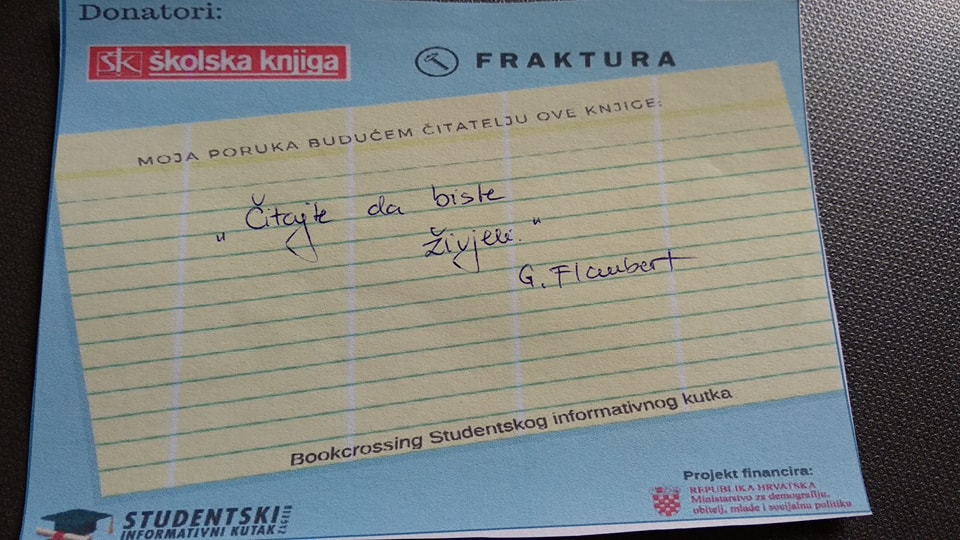 Donatori:
šk školska knjiga
FRAKTURA
MOJA PORUKA BUDUĆEM ČITATELJU OVE KNJIGE:
„ Čitajte da biste
živjeli. “
G. Flaubert
Bookcrossing Studentskog informativnog kutka
Projekt financira:
REPUBLIKA HRVATSKA
Ministarstvo za demografiju,
obitelj, mlade i socijalnu politiku
STUDENTSKI
INFORMATIVNI KUTAK
ZAGREB